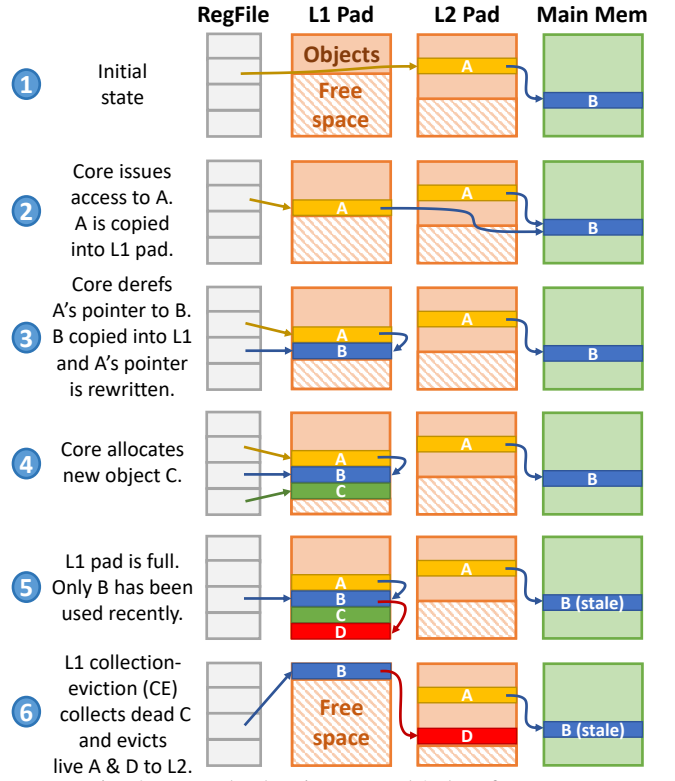 RegFile L1 Pad L2 Pad Main Mem
1
Initial
state
Objects
Free
space
A
B
2
Core issues
access to A.
A is copied
into L1 pad.
A
A
B
3
Core derefs
A's pointer to B.
B copied into L1
and A's pointer
is rewritten.
A
B
A
B
4
Core allocates
new object C.
A
B
C
A
B
5
L1 pad is full.
Only B has been
used recently.
A
B
C
D
A
B (stale)
6
L1 collection-
eviction (CE)
collects dead C
and evicts
live A & D to L2.
B
Free
space
A
D
B (stale)